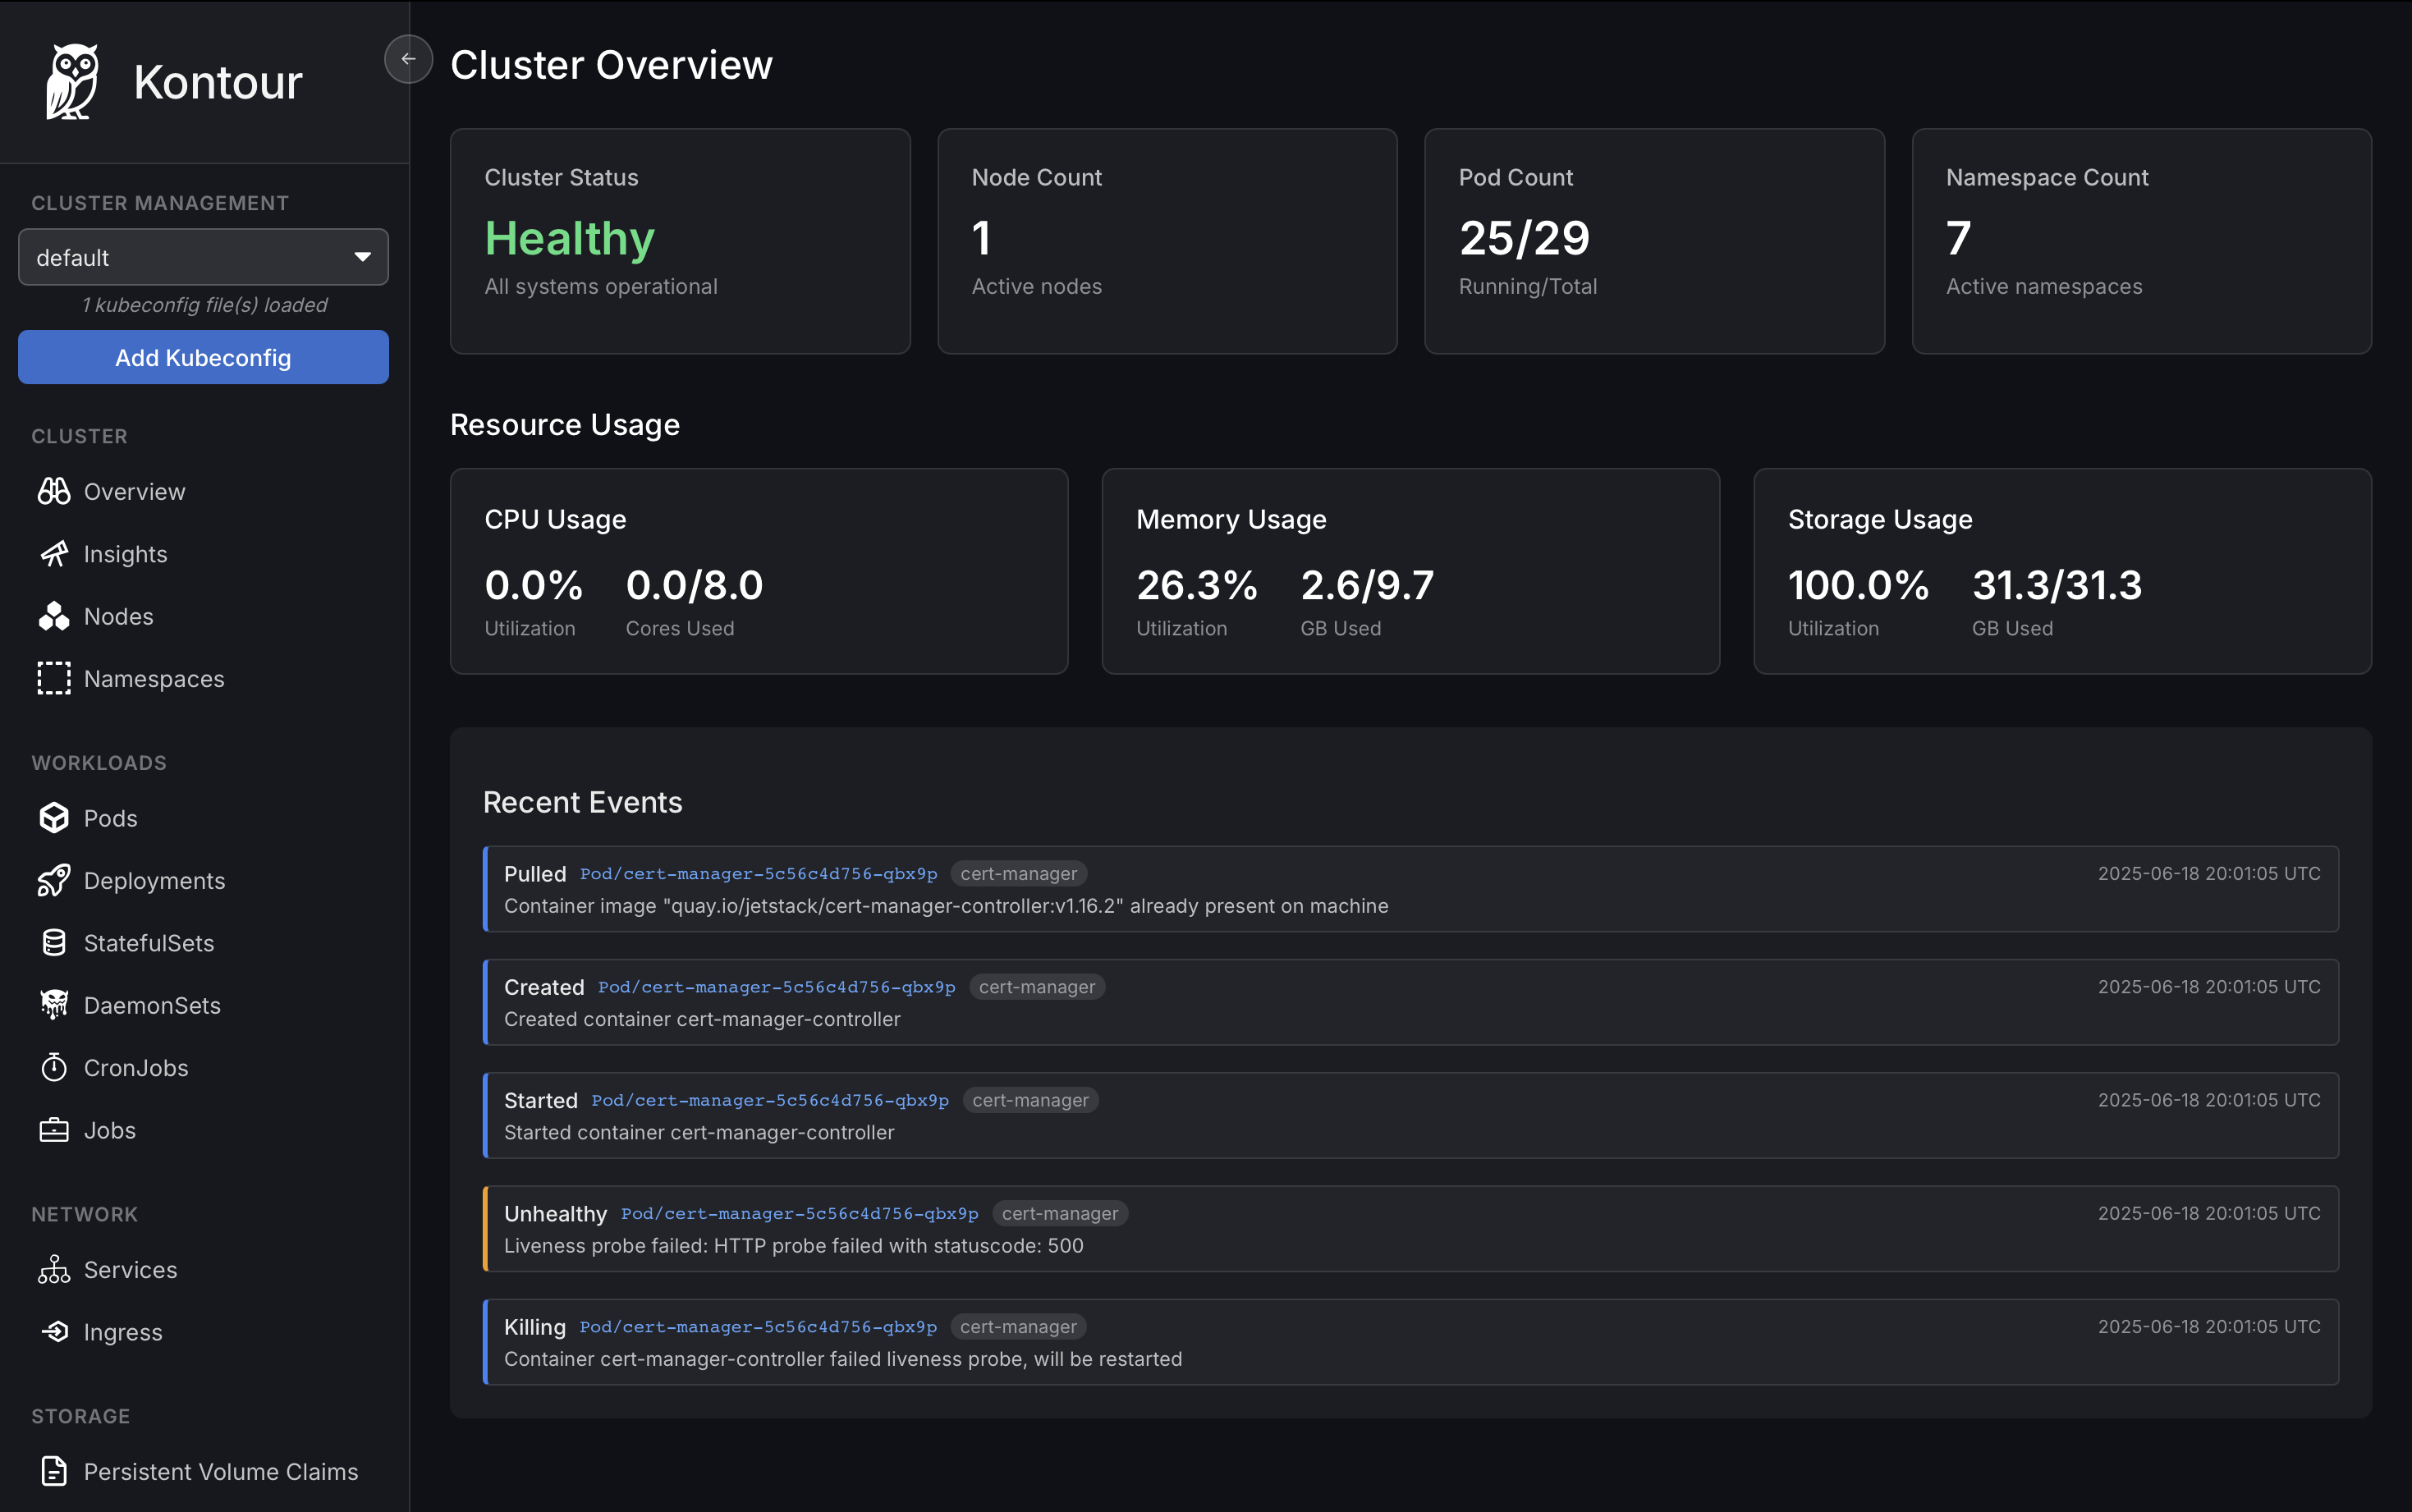 Kontour
CLUSTER MANAGEMENT
default
1 kubeconfig file(s) loaded
Add Kubeconfig
CLUSTER
Overview
Insights
Nodes
Namespaces
WORKLOADS
Pods
Deployments
StatefulSets
DaemonSets
CronJobs
Jobs
NETWORK
Services
Ingress
STORAGE
Persistent Volume Claims
Cluster Overview
Cluster Status
Healthy
All systems operational
Node Count
1
Active nodes
Pod Count
25/29
Running/Total
Namespace Count
7
Active namespaces
Resource Usage
CPU Usage
0.0% 0.0/8.0
Utilization Cores Used
Memory Usage
26.3% 2.6/9.7
Utilization GB Used
Storage Usage
100.0% 31.3/31.3
Utilization GB Used
Recent Events
Pulled Pod/cert-manager-5c56c4d756-qbx9p cert-manager 2025-06-18 20:01:05 UTC
Container image "quay.io/jetstack/cert-manager-controller:v1.16.2" already present on machine
Created Pod/cert-manager-5c56c4d756-qbx9p cert-manager 2025-06-18 20:01:05 UTC
Created container cert-manager-controller
Started Pod/cert-manager-5c56c4d756-qbx9p cert-manager 2025-06-18 20:01:05 UTC
Started container cert-manager-controller
Unhealthy Pod/cert-manager-5c56c4d756-qbx9p cert-manager 2025-06-18 20:01:05 UTC
Liveness probe failed: HTTP probe failed with statuscode: 500
Killing Pod/cert-manager-5c56c4d756-qbx9p cert-manager 2025-06-18 20:01:05 UTC
Container cert-manager-controller failed liveness probe, will be restarted